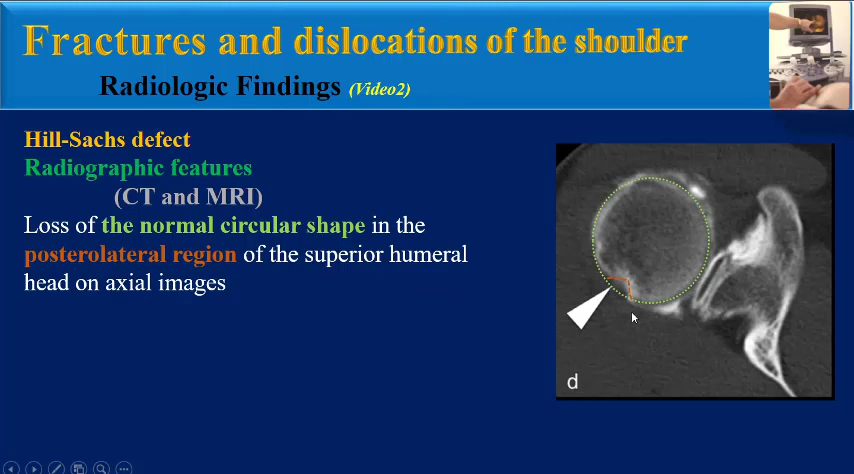 Fractures and dislocations of the shoulder
Radiologic Findings (Video2)
Hill-Sachs defect
Radiographic features
(CT and MRI)
Loss of the normal circular shape in the
posterolateral region of the superior humeral
head on axial images
d